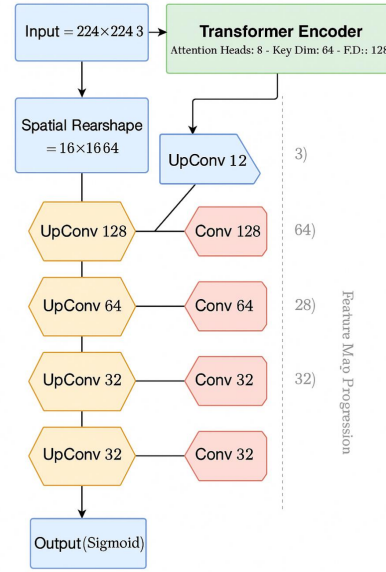 Input = 224×224 3
Transformer Encoder
Attention Heads: 8 - Key Dim: 64 - F.D:: 128
Spatial Rearshape
= 16×16 64
UpConv 12
3)
UpConv 128
Conv 128
64)
UpConv 64
Conv 64
28)
UpConv 32
Conv 32
32)
UpConv 32
Conv 32
Feature Map Progression
Output (Sigmoid)